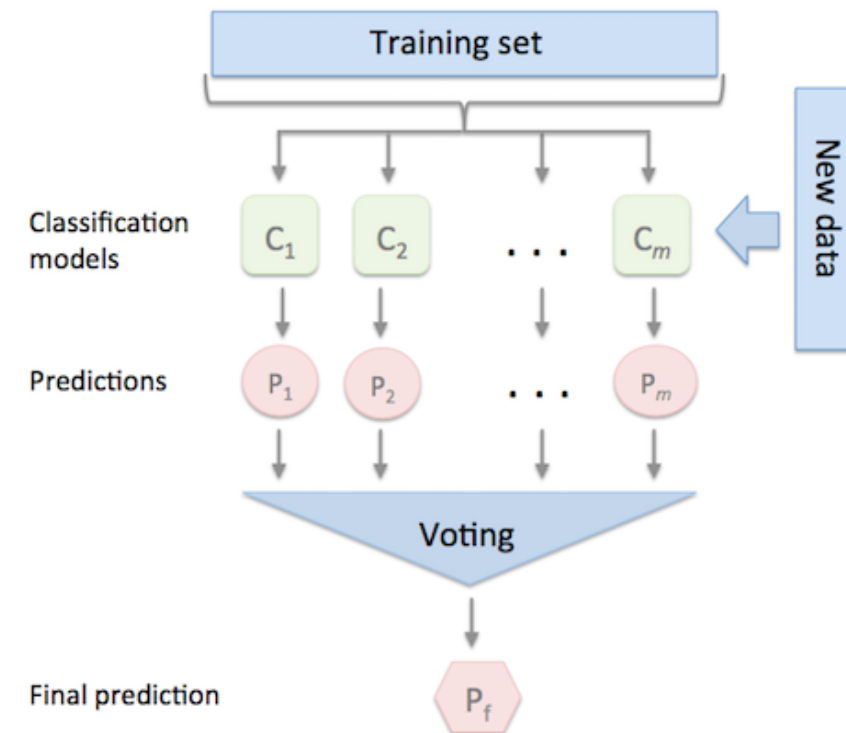 Training set
New data
Classification
models
C1 C2 . . . Cm
Predictions
P1 P2 . . . Pm
Voting
Final prediction
Pf